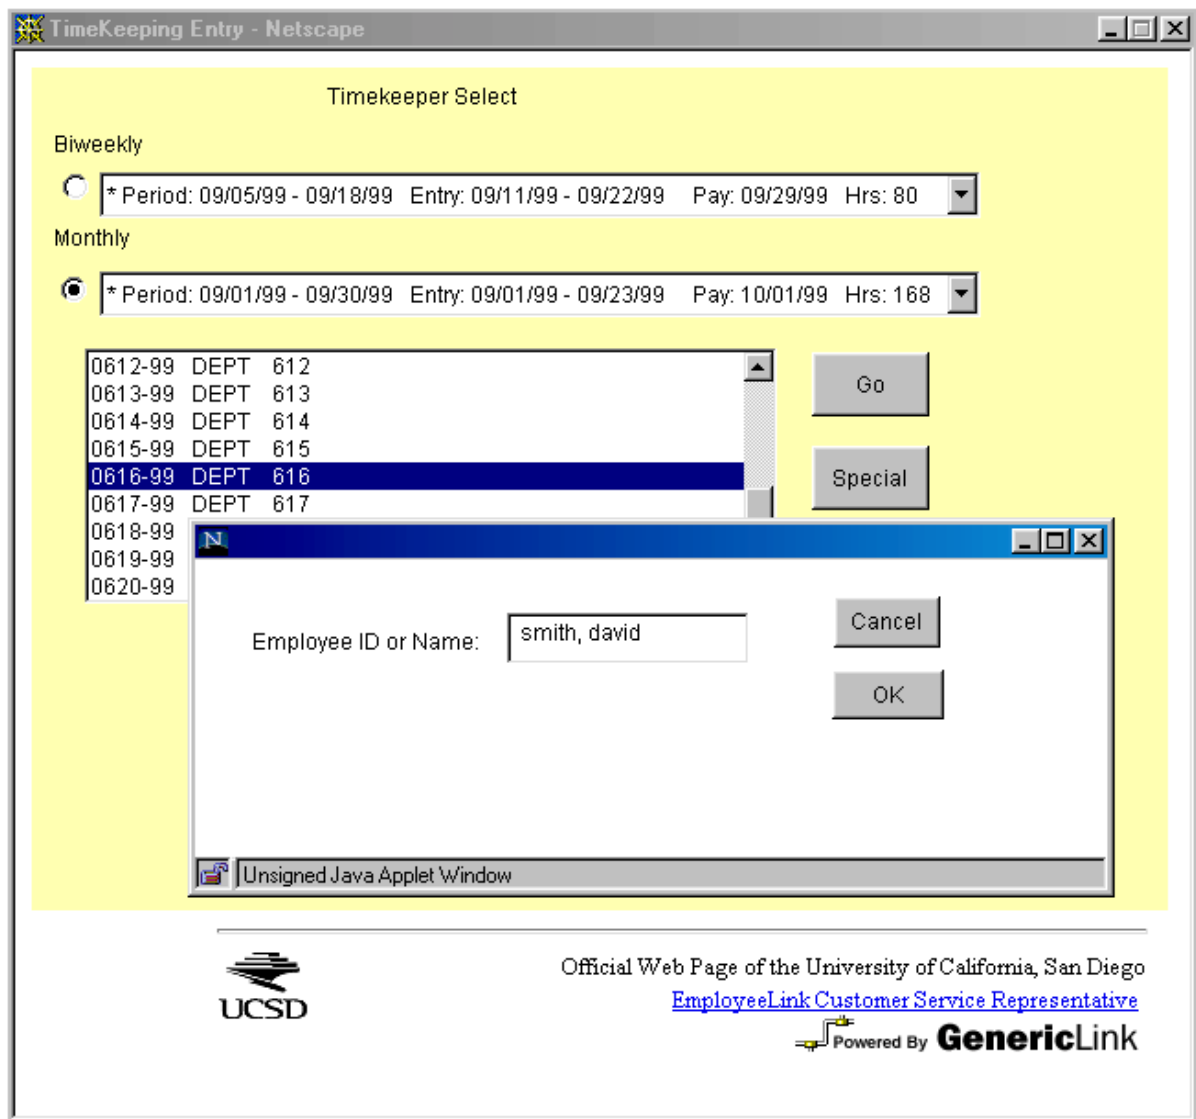 TimeKeeping Entry - Netscape
Timekeeper Select
Biweekly
* Period: 09/05/99 - 09/18/99 Entry: 09/11/99 - 09/22/99 Pay: 09/29/99 Hrs: 80
Monthly
* Period: 09/01/99 - 09/30/99 Entry: 09/01/99 - 09/23/99 Pay: 10/01/99 Hrs: 168
0612-99 DEPT 612
0613-99 DEPT 613
0614-99 DEPT 614
0615-99 DEPT 615
0616-99 DEPT 616
0617-99 DEPT 617
0618-99
0619-99
0620-99
Go
Special
N
Employee ID or Name: smith, david
Cancel
OK
Unsigned Java Applet Window
UCSD
Official Web Page of the University of California, San Diego
EmployeeLink Customer Service Representative
Powered By GenericLink